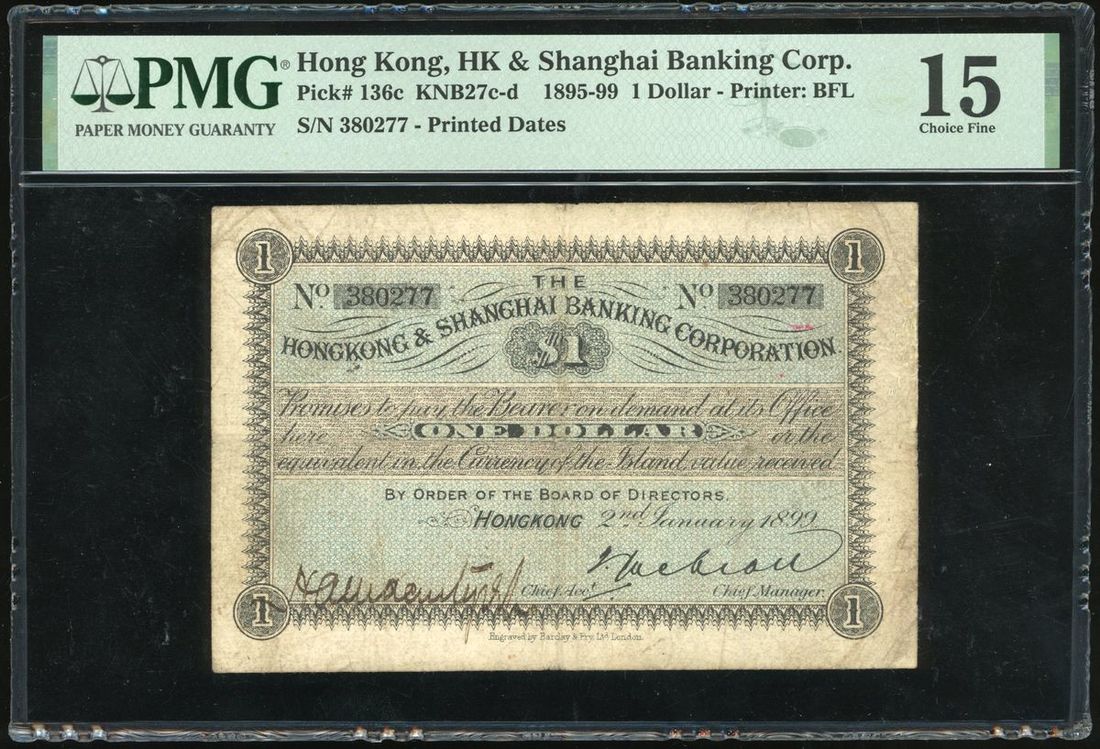 PMG® Hong Kong, HK & Shanghai Banking Corp. 15
PAPER MONEY GUARANTY Pick# 136c KNB27c-d 1895-99 1 Dollar - Printer: BFL Choice Fine
S/N 380277 - Printed Dates
1 1
THE
No 380277 No 380277
HONGKONG & SHANGHAI BANKING CORPORATION.
$1
Promises to pay the Bearer on demand at its Office
here ONE DOLLAR or the
equivalent in the Currency of the Island, value received
BY ORDER OF THE BOARD OF DIRECTORS.
HONGKONG 2nd January 1899
Chief Acct. Chief Manager.
1 1
Engraved by Barclay & Fry, Ltd London.